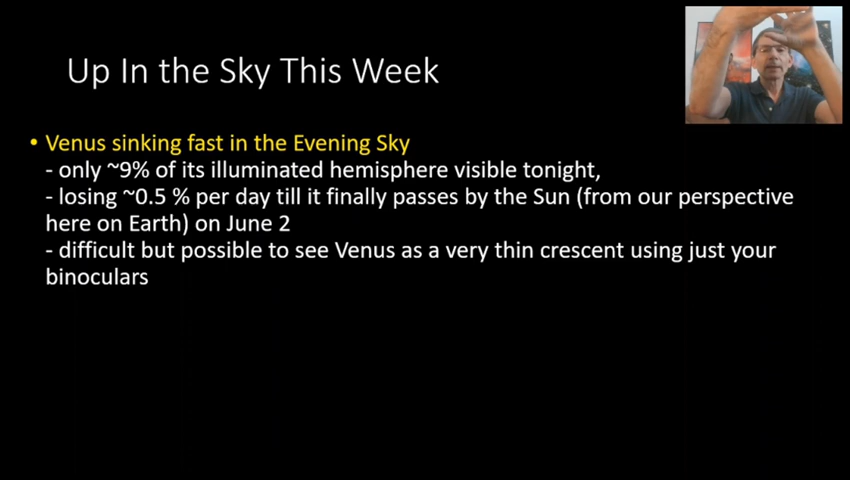 Up In the Sky This Week
• Venus sinking fast in the Evening Sky
- only ~9% of its illuminated hemisphere visible tonight,
- losing ~0.5 % per day till it finally passes by the Sun (from our perspective
here on Earth) on June 2
- difficult but possible to see Venus as a very thin crescent using just your
binoculars